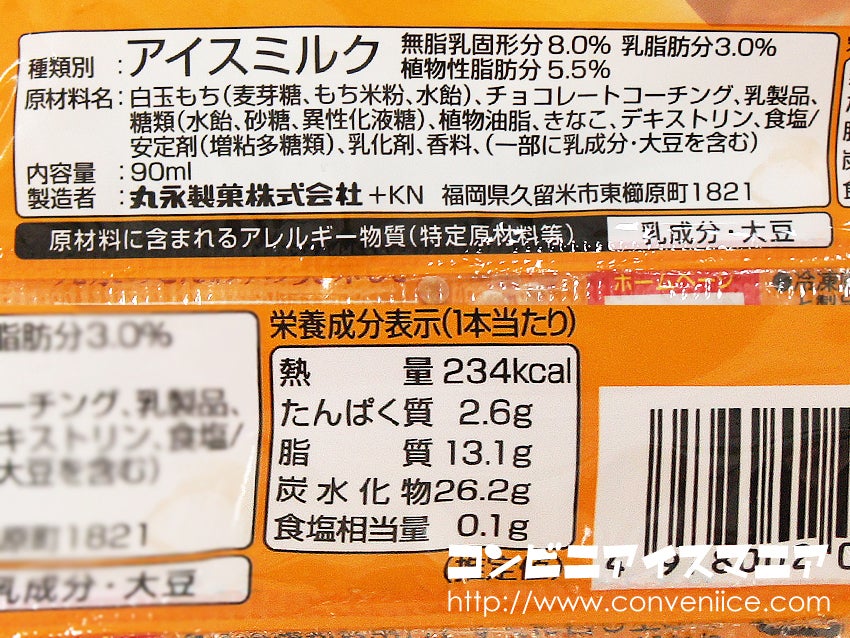 種類別 :アイスミルク 無脂乳固形分8.0% 乳脂肪分3.0%
植物性脂肪分5.5%
原材料名:白玉もち(麦芽糖、もち米粉、水飴)、チョコレートコーチング、乳製品、
糖類(水飴、砂糖、異性化液糖)、植物油脂、きなこ、デキストリン、食塩/
安定剤(増粘多糖類)、乳化剤、香料、(一部に乳成分・大豆を含む)
内容量 :90ml
製造者 :丸永製菓株式会社+KN 福岡県久留米市東櫛原町1821
原材料に含まれるアレルギー物質(特定原材料等) 乳成分・大豆
ホームページ
冷凍
脂肪分3.0%
ーチング、乳製品、
キストリン、食塩/
大豆を含む)
原町1821
乳成分・大豆
栄養成分表示(1本当たり)
熱量 234kcal
たんぱく質 2.6g
脂質 13.1g
炭水化物 26.2g
食塩相当量 0.1g
(推定値)
コンビニアイスマニア
http://www.conveniice.com/